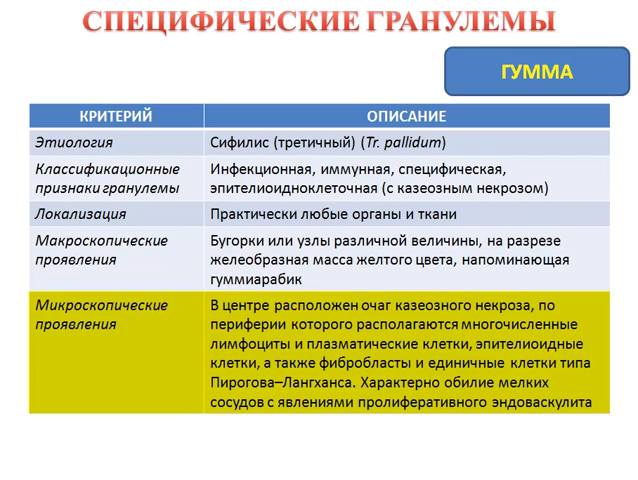 СПЕЦИФИЧЕСКИЕ ГРАНУЛЕМЫ
ГУММА
КРИТЕРИЙ ОПИСАНИЕ
Этиология Сифилис (третичный) (Tr. pallidum)
Классификационные признаки гранулемы
Инфекционная, иммунная, специфическая,
эпителиоидноклеточная (с казеозным некрозом)
Локализация Практически любые органы и ткани
Макроскопические
проявления
Бугорки или узлы различной величины, на разрезе
желеобразная масса желтого цвета, напоминающая
гуммиарабик
Микроскопические
проявления
В центре расположен очаг казеозного некроза, по
периферии которого располагаются многочисленные
лимфоциты и плазматические клетки, эпителиоидные
клетки, а также фибробласты и единичные клетки типа
Пирогова–Лангханса. Характерно обилие мелких
сосудов с явлениями пролиферативного эндоваскулита